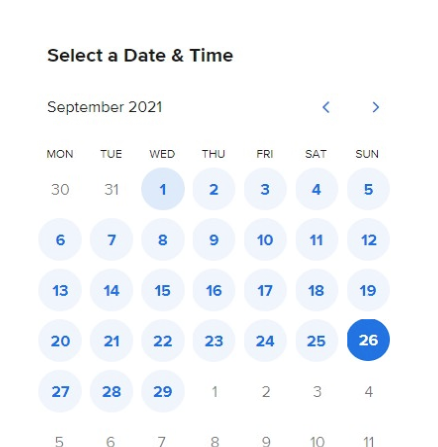 Select a Date & Time
September 2021
MON TUE WED THU FRI SAT SUN
30 31 1 2 3 4 5
6 7 8 9 10 11 12
13 14 15 16 17 18 19
20 21 22 23 24 25 26
27 28 29 1 2 3 4
5 6 7 8 9 10 11